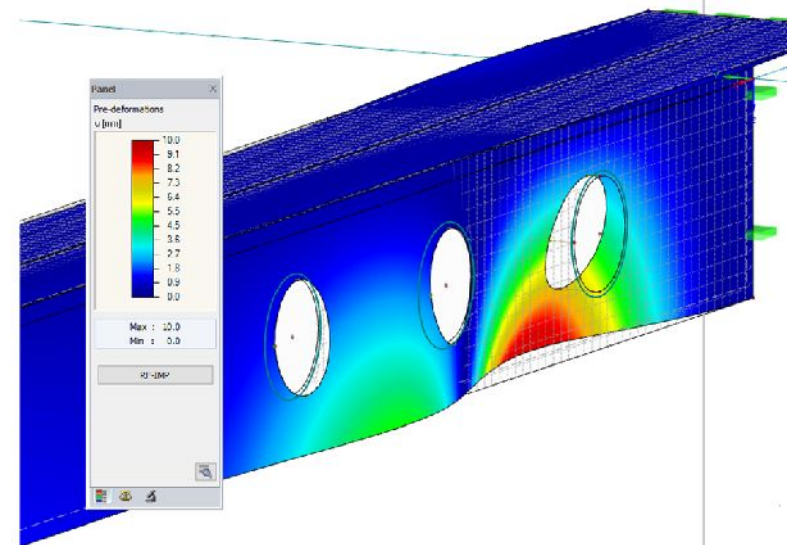 Panel
Pre-deformations
u [mm]
10.0
9.1
8.2
7.3
6.4
5.5
4.5
3.6
2.7
1.8
0.9
0.0
Max : 10.0
Min : 0.0
RF-IMP